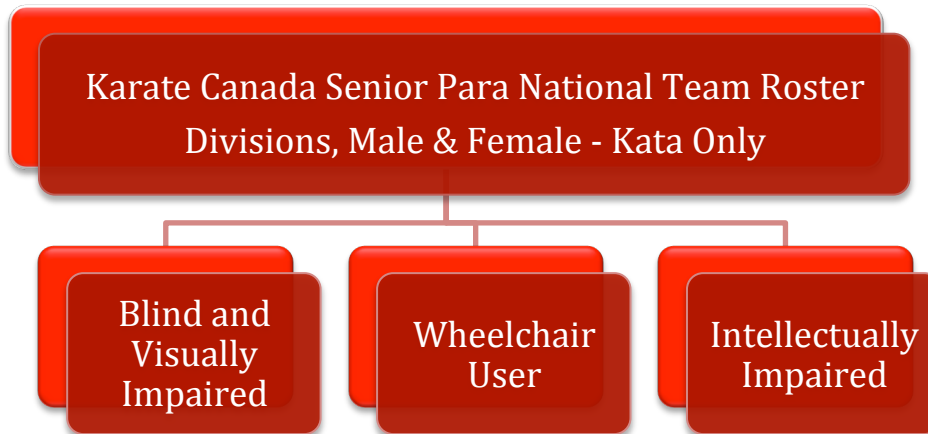 Karate Canada Senior Para National Team Roster
Divisions, Male & Female - Kata Only
Blind and
Visually
Impaired
Wheelchair
User
Intellectually
Impaired